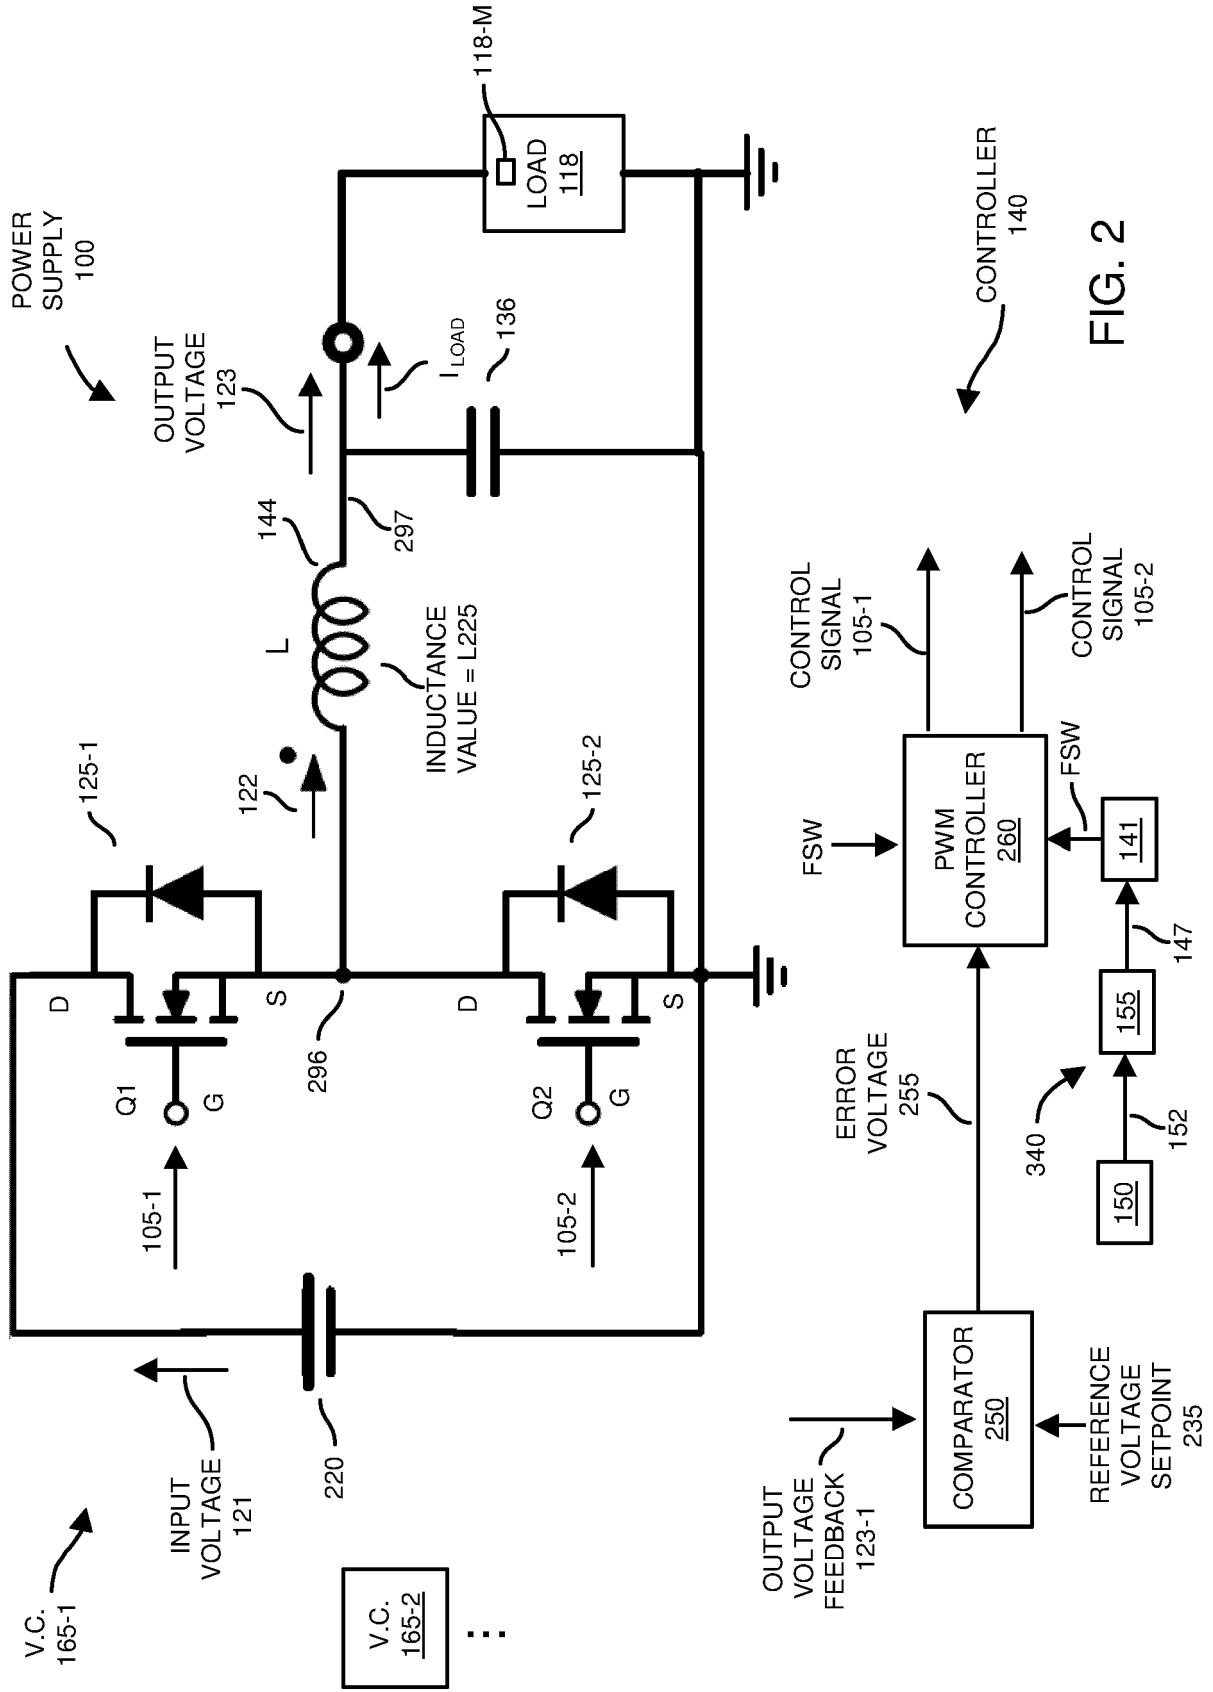 POWER
SUPPLY
100
V.C.
165-1
INPUT
VOLTAGE
121
220
V.C.
165-2
...
105-1
Q1
G
D
S
125-1
296
122
L
144
INDUCTANCE
VALUE = L225
297
OUTPUT
VOLTAGE
123
I LOAD
136
118-M
LOAD
118
105-2
Q2
G
D
S
125-2
OUTPUT
VOLTAGE
FEEDBACK
123-1
COMPARATOR
250
REFERENCE
VOLTAGE
SETPOINT
235
ERROR
VOLTAGE
255
FSW
PWM
CONTROLLER
260
FSW
CONTROL
SIGNAL
105-1
CONTROL
SIGNAL
105-2
340
150
152
155
147
141
CONTROLLER
140
FIG. 2